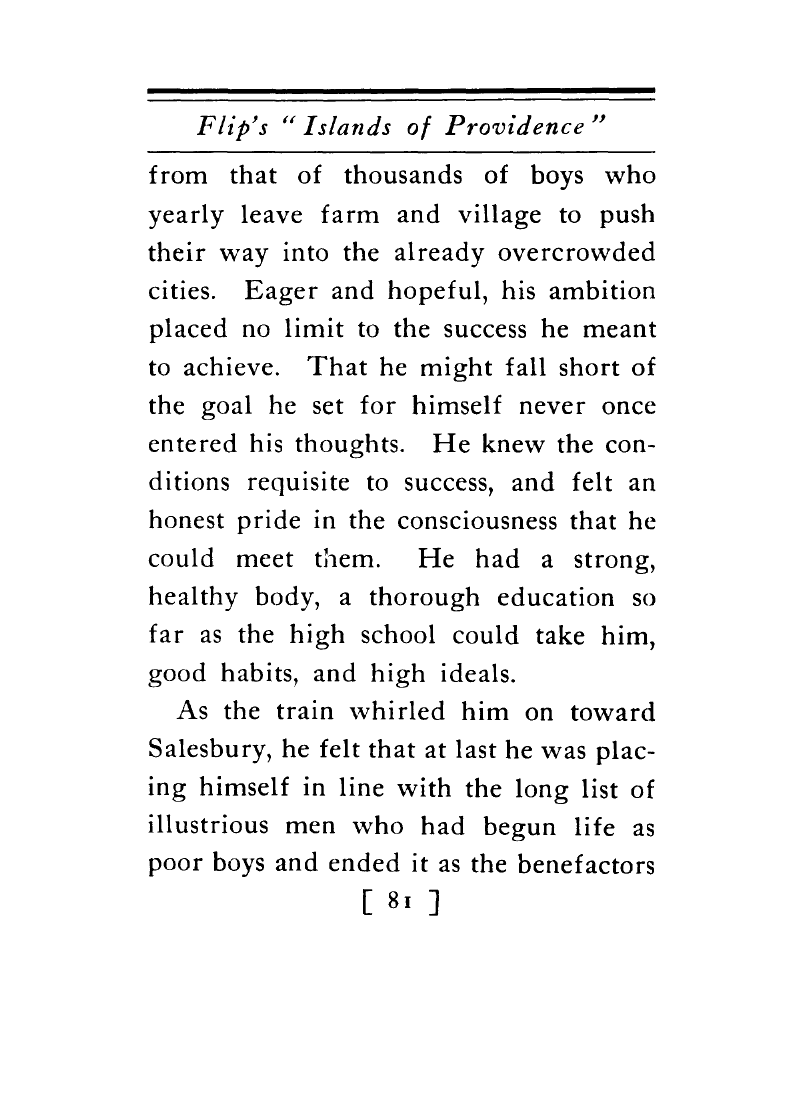 Flip's "Islands of Providence"
from that of thousands of boys who
yearly leave farm and village to push
their way into the already overcrowded
cities. Eager and hopeful, his ambition
placed no limit to the success he meant
to achieve. That he might fall short of
the goal he set for himself never once
entered his thoughts. He knew the con-
ditions requisite to success, and felt an
honest pride in the consciousness that he
could meet them. He had a strong,
healthy body, a thorough education so
far as the high school could take him,
good habits, and high ideals.
As the train whirled him on toward
Salesbury, he felt that at last he was plac-
ing himself in line with the long list of
illustrious men who had begun life as
poor boys and ended it as the benefactors
[ 81 ]